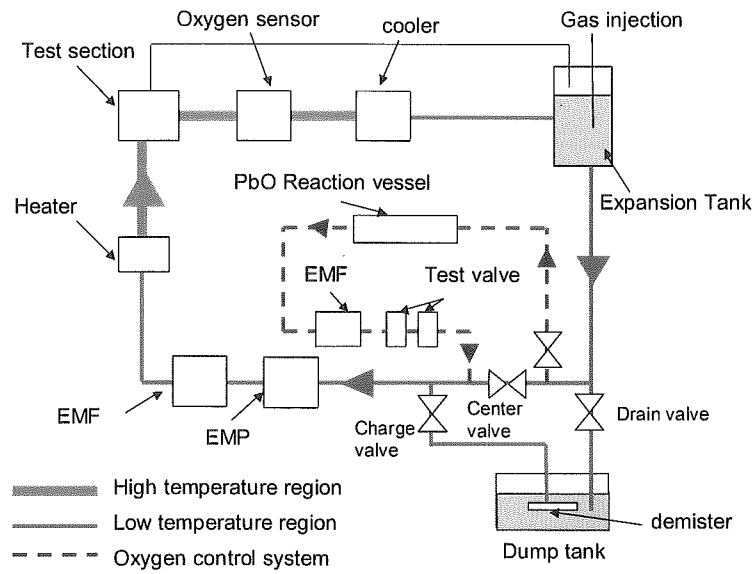 Oxygen sensor
Gas injection
cooler
Test section
PbO Reaction vessel
Expansion Tank
Heater
EMF
Test valve
EMF
EMP
Charge
valve
Center
valve
Drain valve
High temperature region
Low temperature region
Oxygen control system
demister
Dump tank